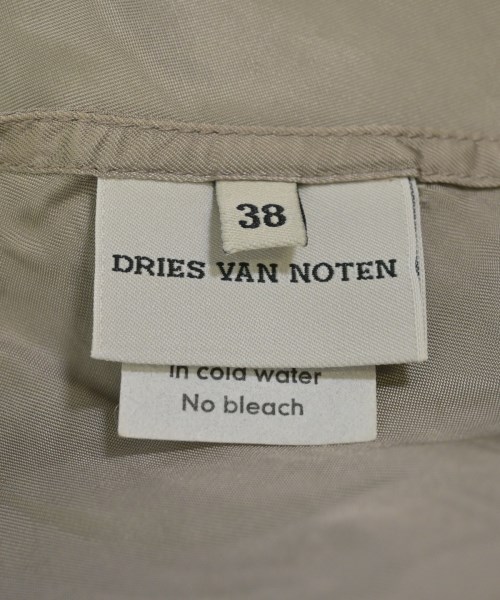 38
DRIES VAN NOTEN
In cold water
No bleach